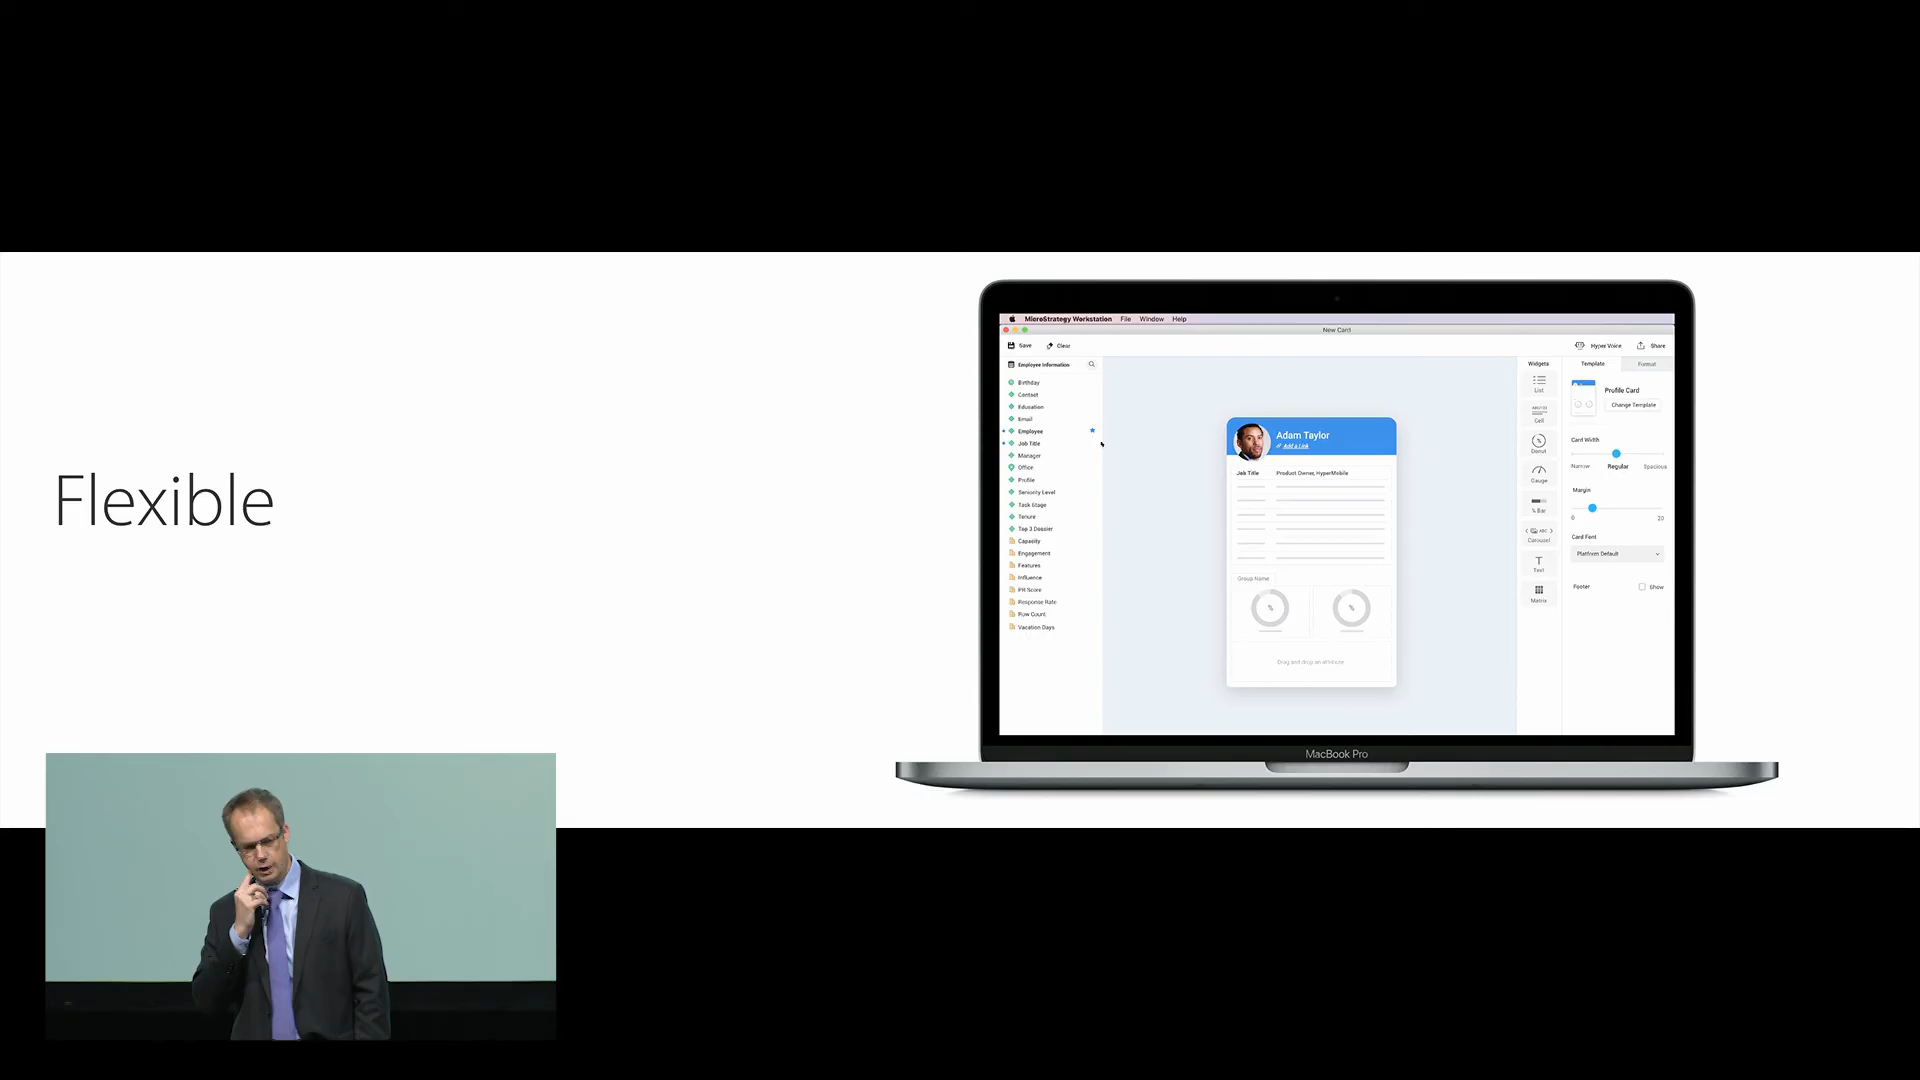 Flexible
MicroStrategy Workstation File Window Help
New Card
Save Clear
Hyper Voice Share
Employee Information
Birthday
Contact
Education
Email
Employee
Job Title
Manager
Office
Profile
Seniority Level
Task Stage
Tenure
Top 3 Dossier
Capacity
Engagement
Features
Influence
PR Score
Response Rate
Row Count
Vacation Days
Adam Taylor
Add a Link
Job Title Product Owner, HyperMobile
Group Name
%
%
Drag and drop an attribute
Widgets
List
Cell
Donut
Gauge
% Bar
ABC
Carousel
T
Text
Matrix
Template Format
Profile Card
Change Template
Card Width
Narrow Regular Spacious
Margin
0 20
Card Font
Platform Default
Footer Show
MacBook Pro